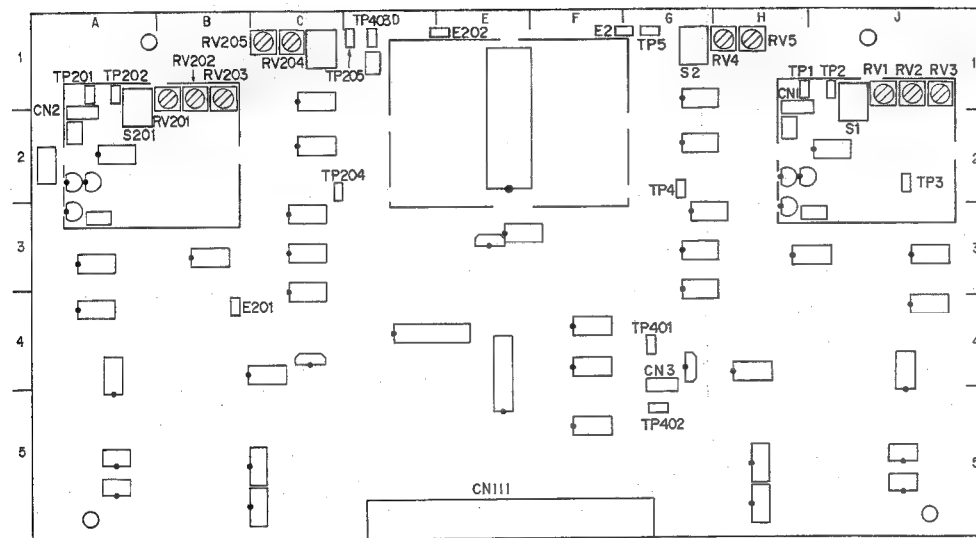 A B C D E F G H J
TP403
RV205 RV204 TP205 E202 E2 TP5 S2 RV4 RV5
1 1
RV202
TP201 TP202 RV203
TP1 TP2 RV1 RV2 RV3
CN2 S201 RV201
CN1 S1
2 2
TP204 TP4 TP3
3 3
E201
4 4
TP401
CN3
TP402
5 5
CN111